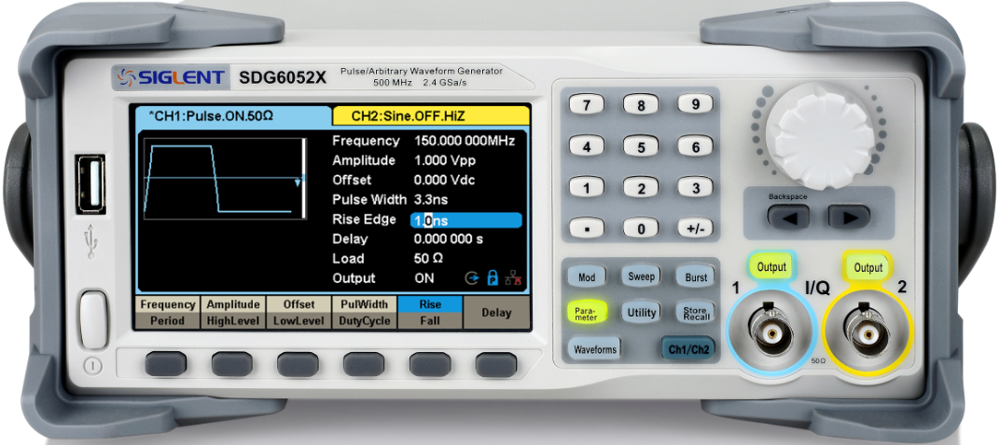 SIGLENT SDG6052X Pulse/Arbitrary Waveform Generator
500 MHz 2.4 GSa/s
*CH1:Pulse.ON.50Ω CH2:Sine.OFF.HiZ
Frequency 150.000 000MHz
Amplitude 1.000 Vpp
Offset 0.000 Vdc
Pulse Width 3.3ns
Rise Edge 1.0ns
Delay 0.000 000 s
Load 50 Ω
Output ON
Frequency Amplitude Offset PulWidth Rise Delay
Period HighLevel LowLevel DutyCycle Fall
7 8 9
4 5 6
1 2 3
. 0 +/-
Mod Sweep Burst
Para-
meter
Utility
Store
Recall
Waveforms Ch1/Ch2
Backspace
Output Output
1 I/Q 2
50Ω